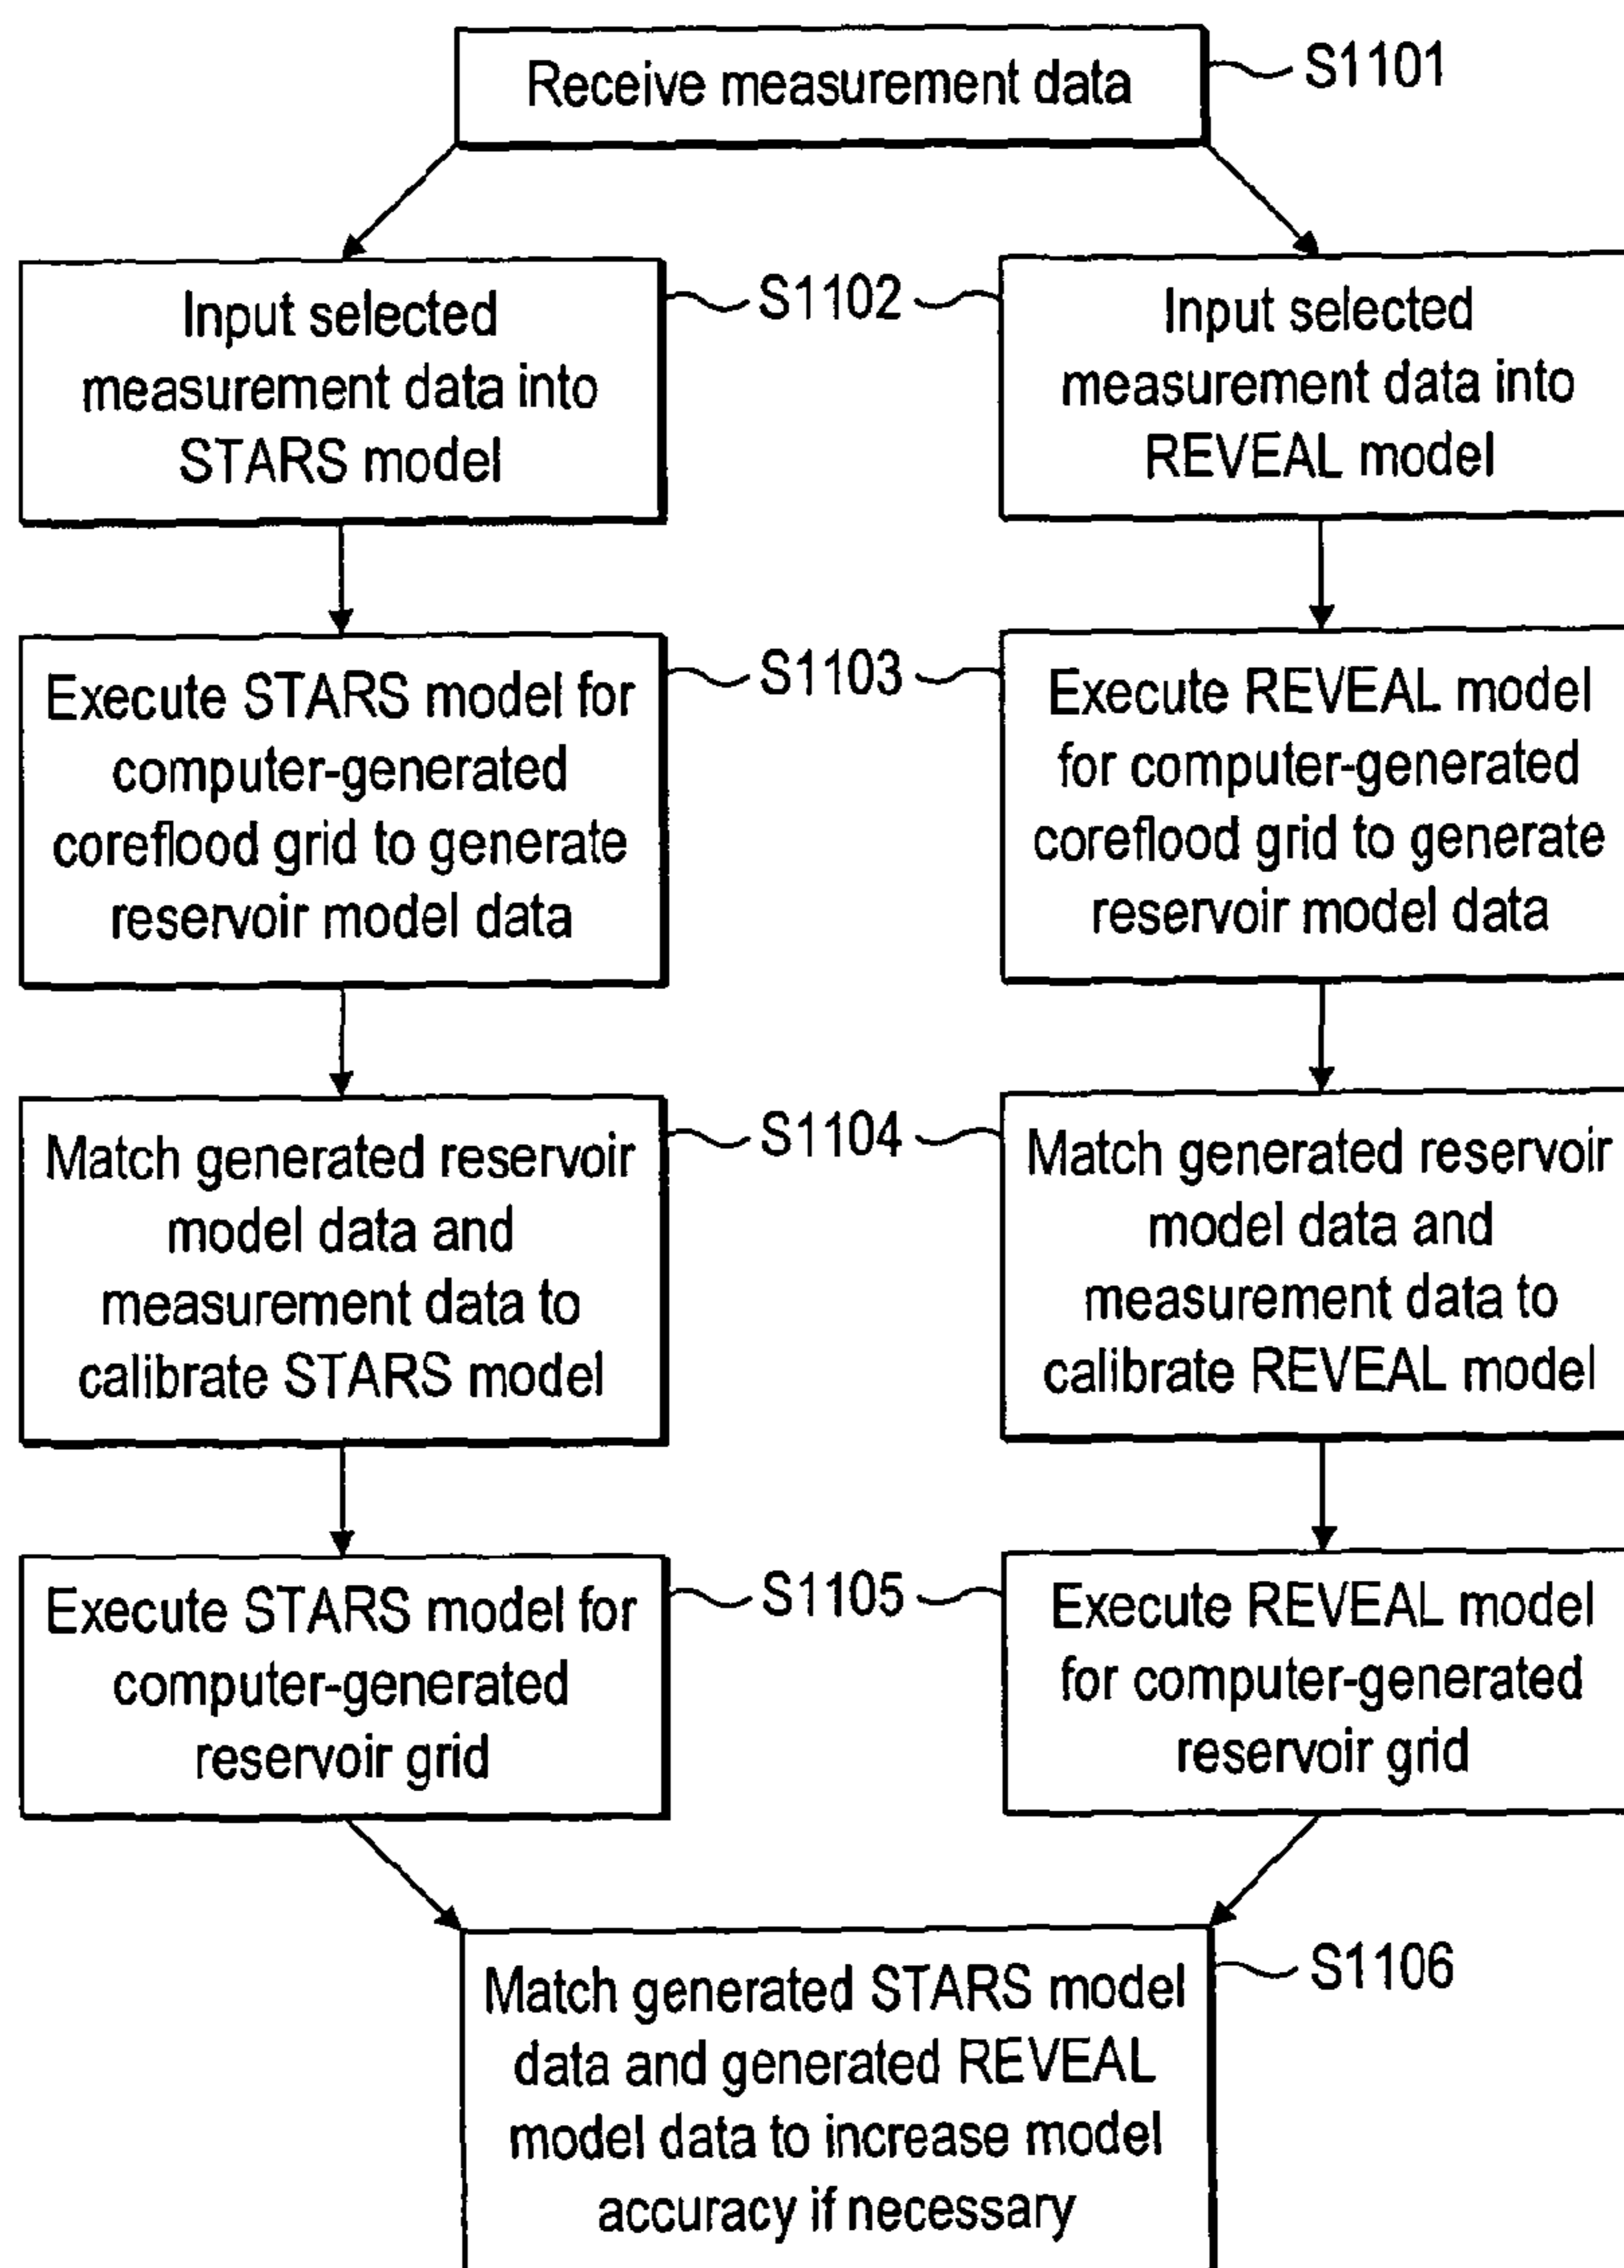 Receive measurement data
S1101
Input selected
measurement data into
STARS model
S1102
Input selected
measurement data into
REVEAL model
Execute STARS model for
computer-generated
coreflood grid to generate
reservoir model data
S1103
Execute REVEAL model
for computer-generated
coreflood grid to generate
reservoir model data
Match generated reservoir
model data and
measurement data to
calibrate STARS model
S1104
Match generated reservoir
model data and
measurement data to
calibrate REVEAL model
Execute STARS model for
computer-generated
reservoir grid
S1105
Execute REVEAL model
for computer-generated
reservoir grid
Match generated STARS model
data and generated REVEAL
model data to increase model
accuracy if necessary
S1106